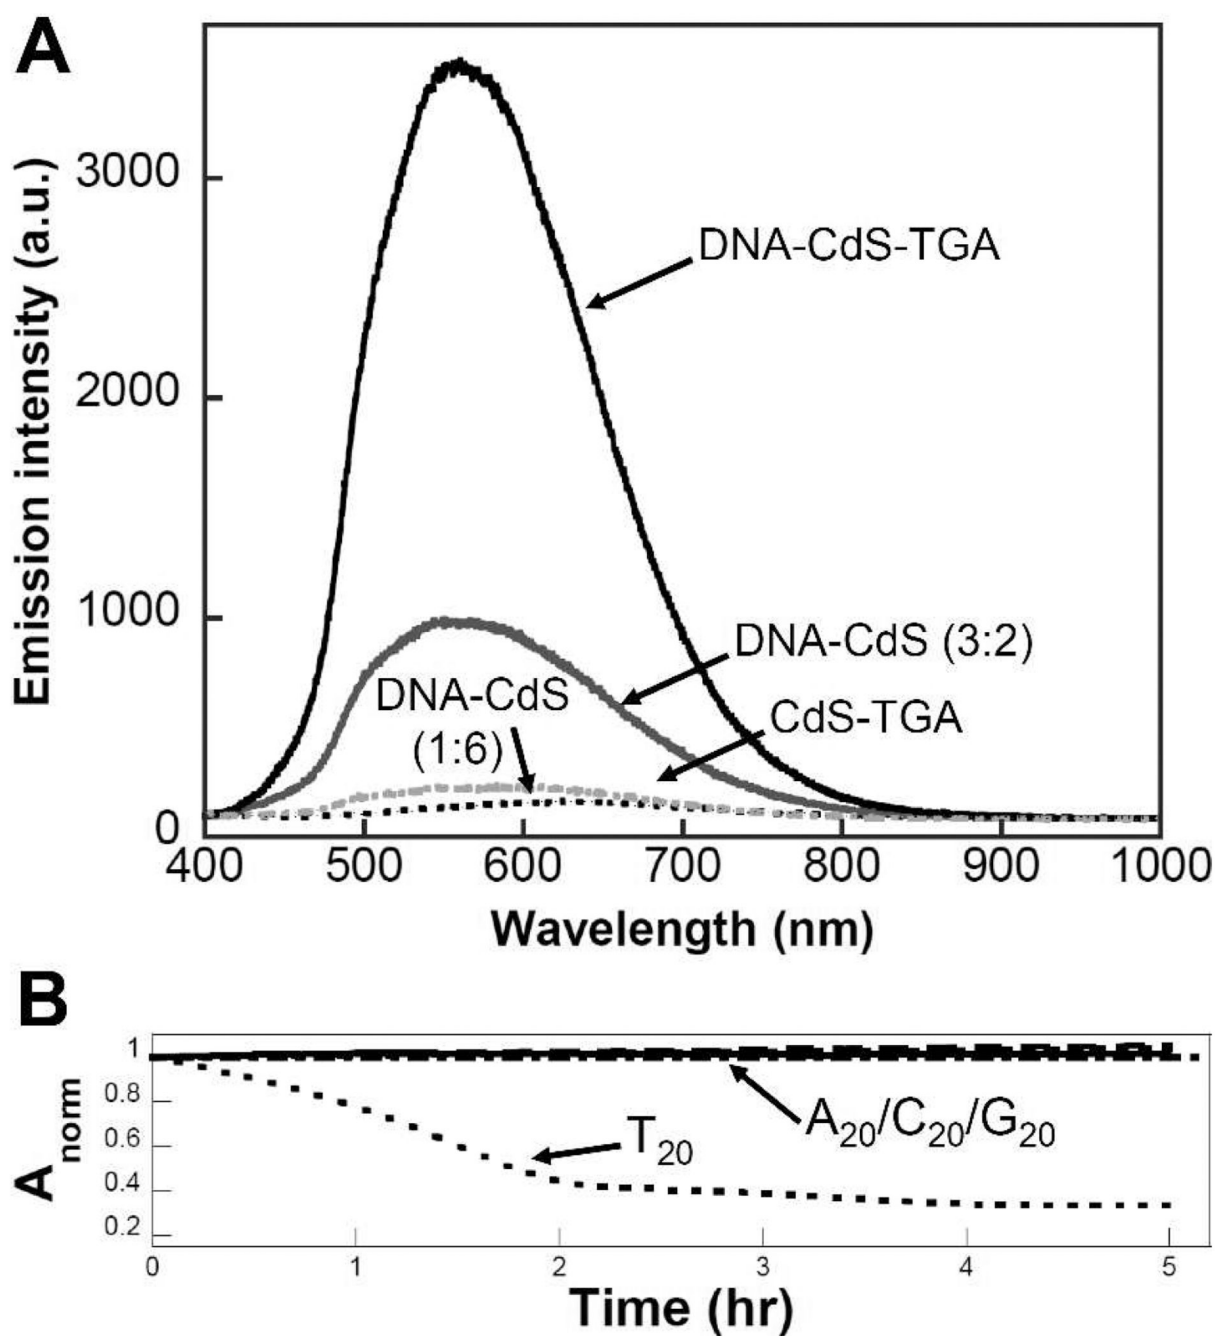 A
Emission intensity (a.u.)
3000
2000
1000
0
DNA-CdS-TGA
DNA-CdS (3:2)
DNA-CdS
(1:6)
CdS-TGA
400 500 600 700 800 900 1000
Wavelength (nm)
B
A norm
1
0.8
0.6
0.4
0.2
A20/C20/G20
T20
0 1 2 3 4 5
Time (hr)